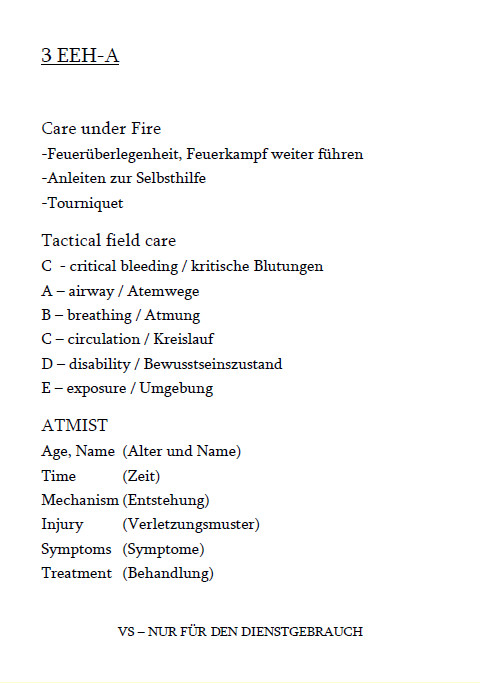 3 EEH-A
Care under Fire
-Feuerüberlegenheit, Feuerkampf weiter führen
-Anleiten zur Selbsthilfe
-Tourniquet
Tactical field care
C - critical bleeding / kritische Blutungen
A – airway / Atemwege
B – breathing / Atmung
C – circulation / Kreislauf
D – disability / Bewusstseinszustand
E – exposure / Umgebung
ATMIST
Age, Name (Alter und Name)
Time (Zeit)
Mechanism (Entstehung)
Injury (Verletzungsmuster)
Symptoms (Symptome)
Treatment (Behandlung)
VS – NUR FÜR DEN DIENSTGEBRAUCH